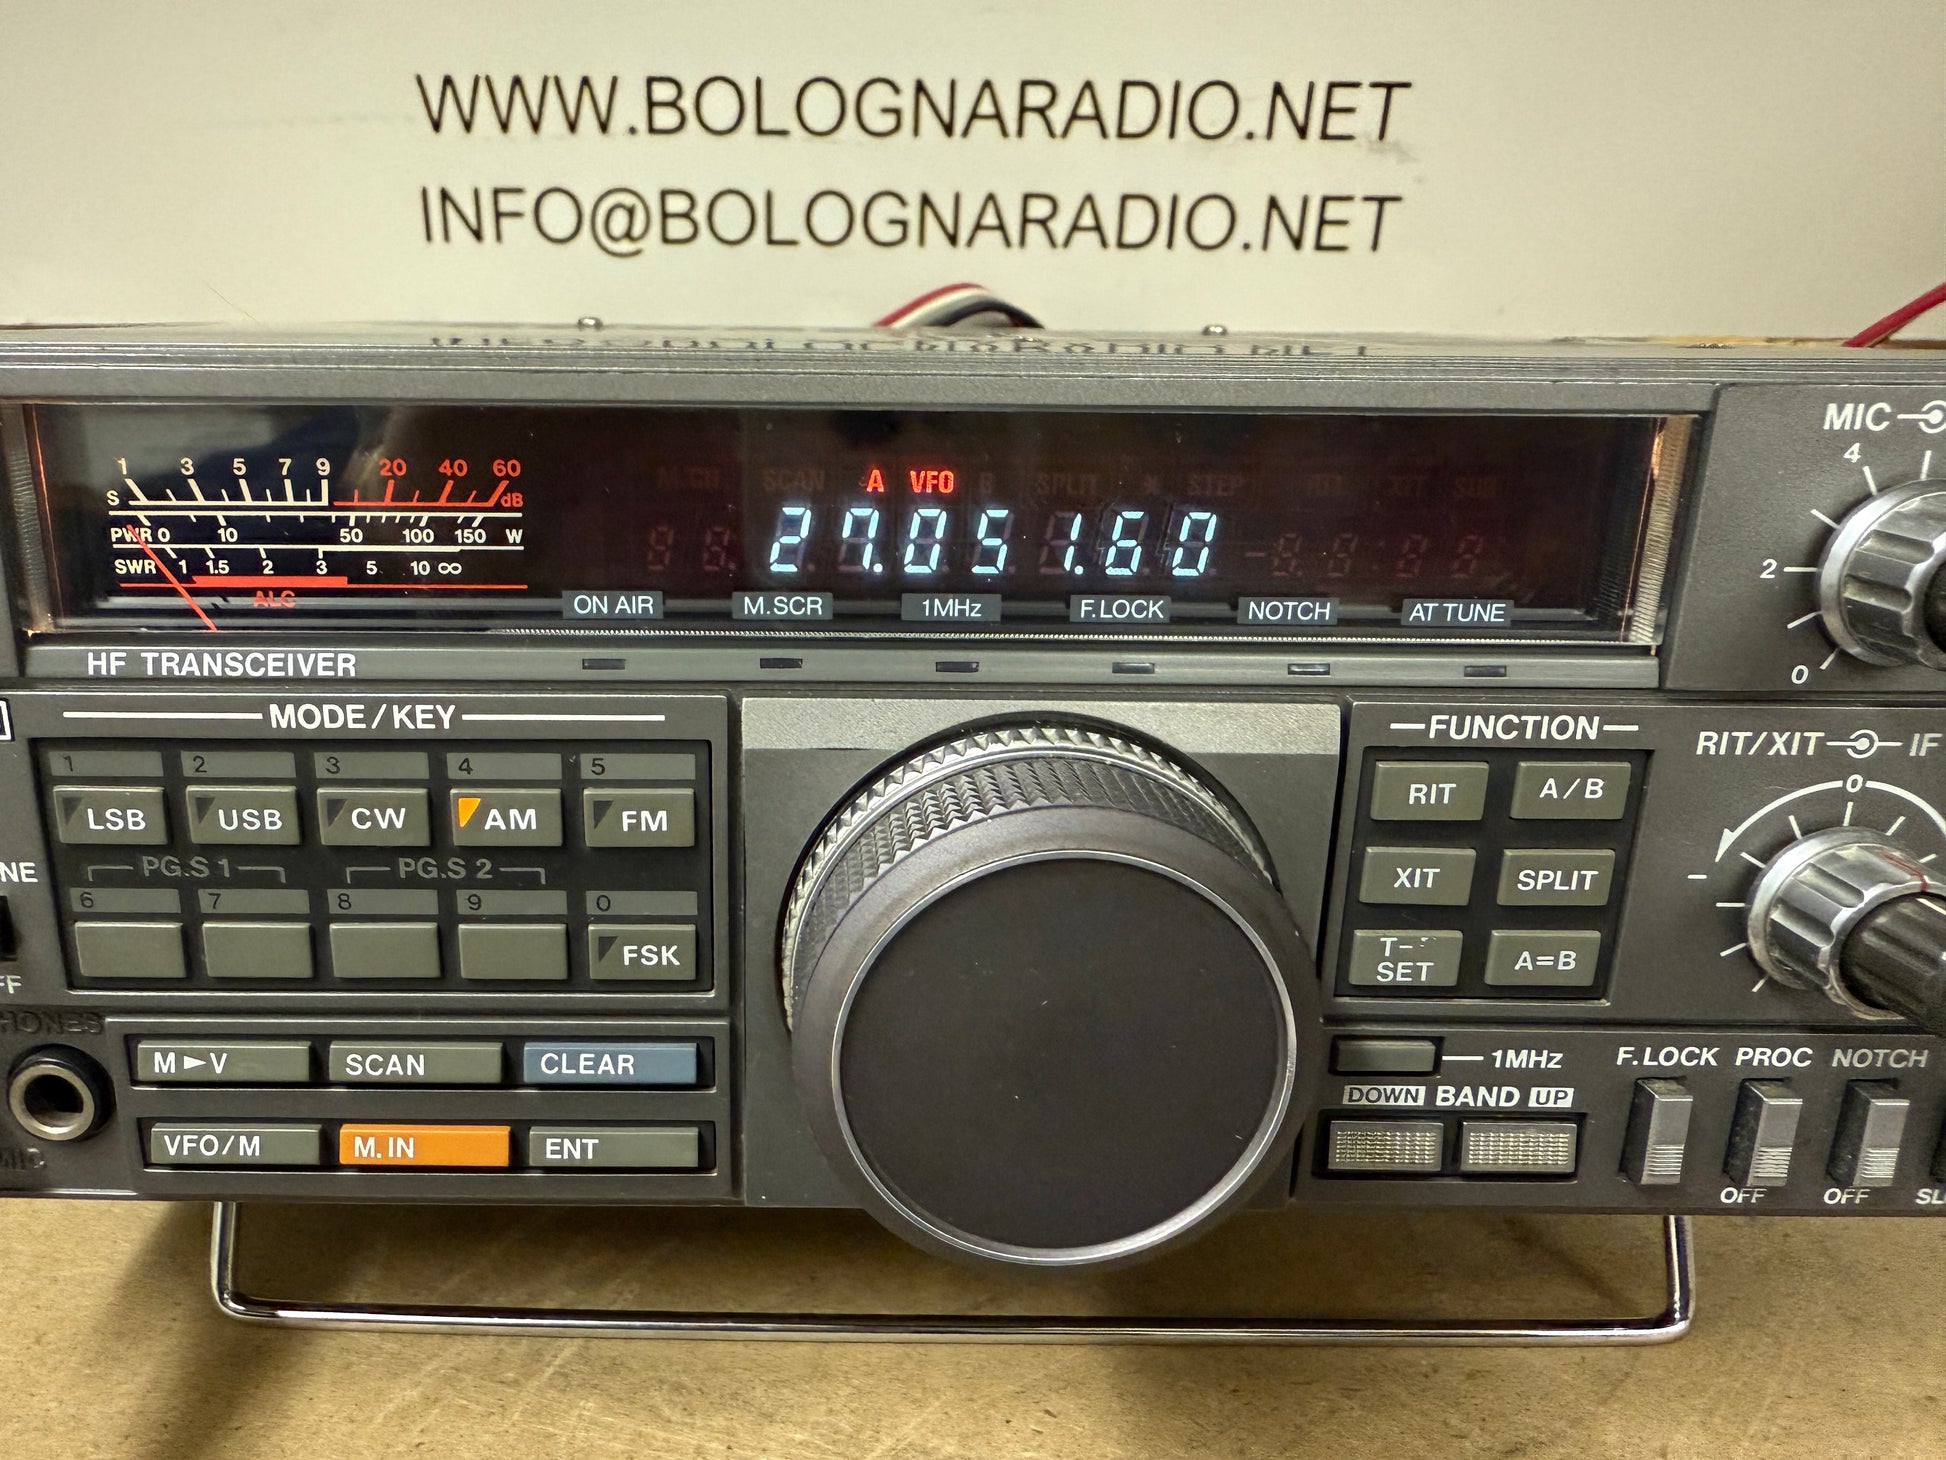 WWW.BOLOGNARADIO.NET
INFO@BOLOGNARADIO.NET
MIC
4
2
0
1 3 5 7 9 20 40 60
S dB
PWR 0 10 50 100 150 W
SWR 1 1.5 2 3 5 10 ∞
ALC
SCAN A VFO B SPLIT STEP
27.051.60
ON AIR M.SCR 1MHz F.LOCK NOTCH AT TUNE
HF TRANSCEIVER
MODE/KEY
1 2 3 4 5
LSB USB CW AM FM
PG.S 1 PG.S 2
6 7 8 9 0
FSK
M►V SCAN CLEAR
VFO/M M.IN ENT
FUNCTION
RIT A/B
XIT SPLIT
T-SET A=B
RIT/XIT IF
0
1MHz
DOWN BAND UP
F.LOCK PROC NOTCH
OFF OFF